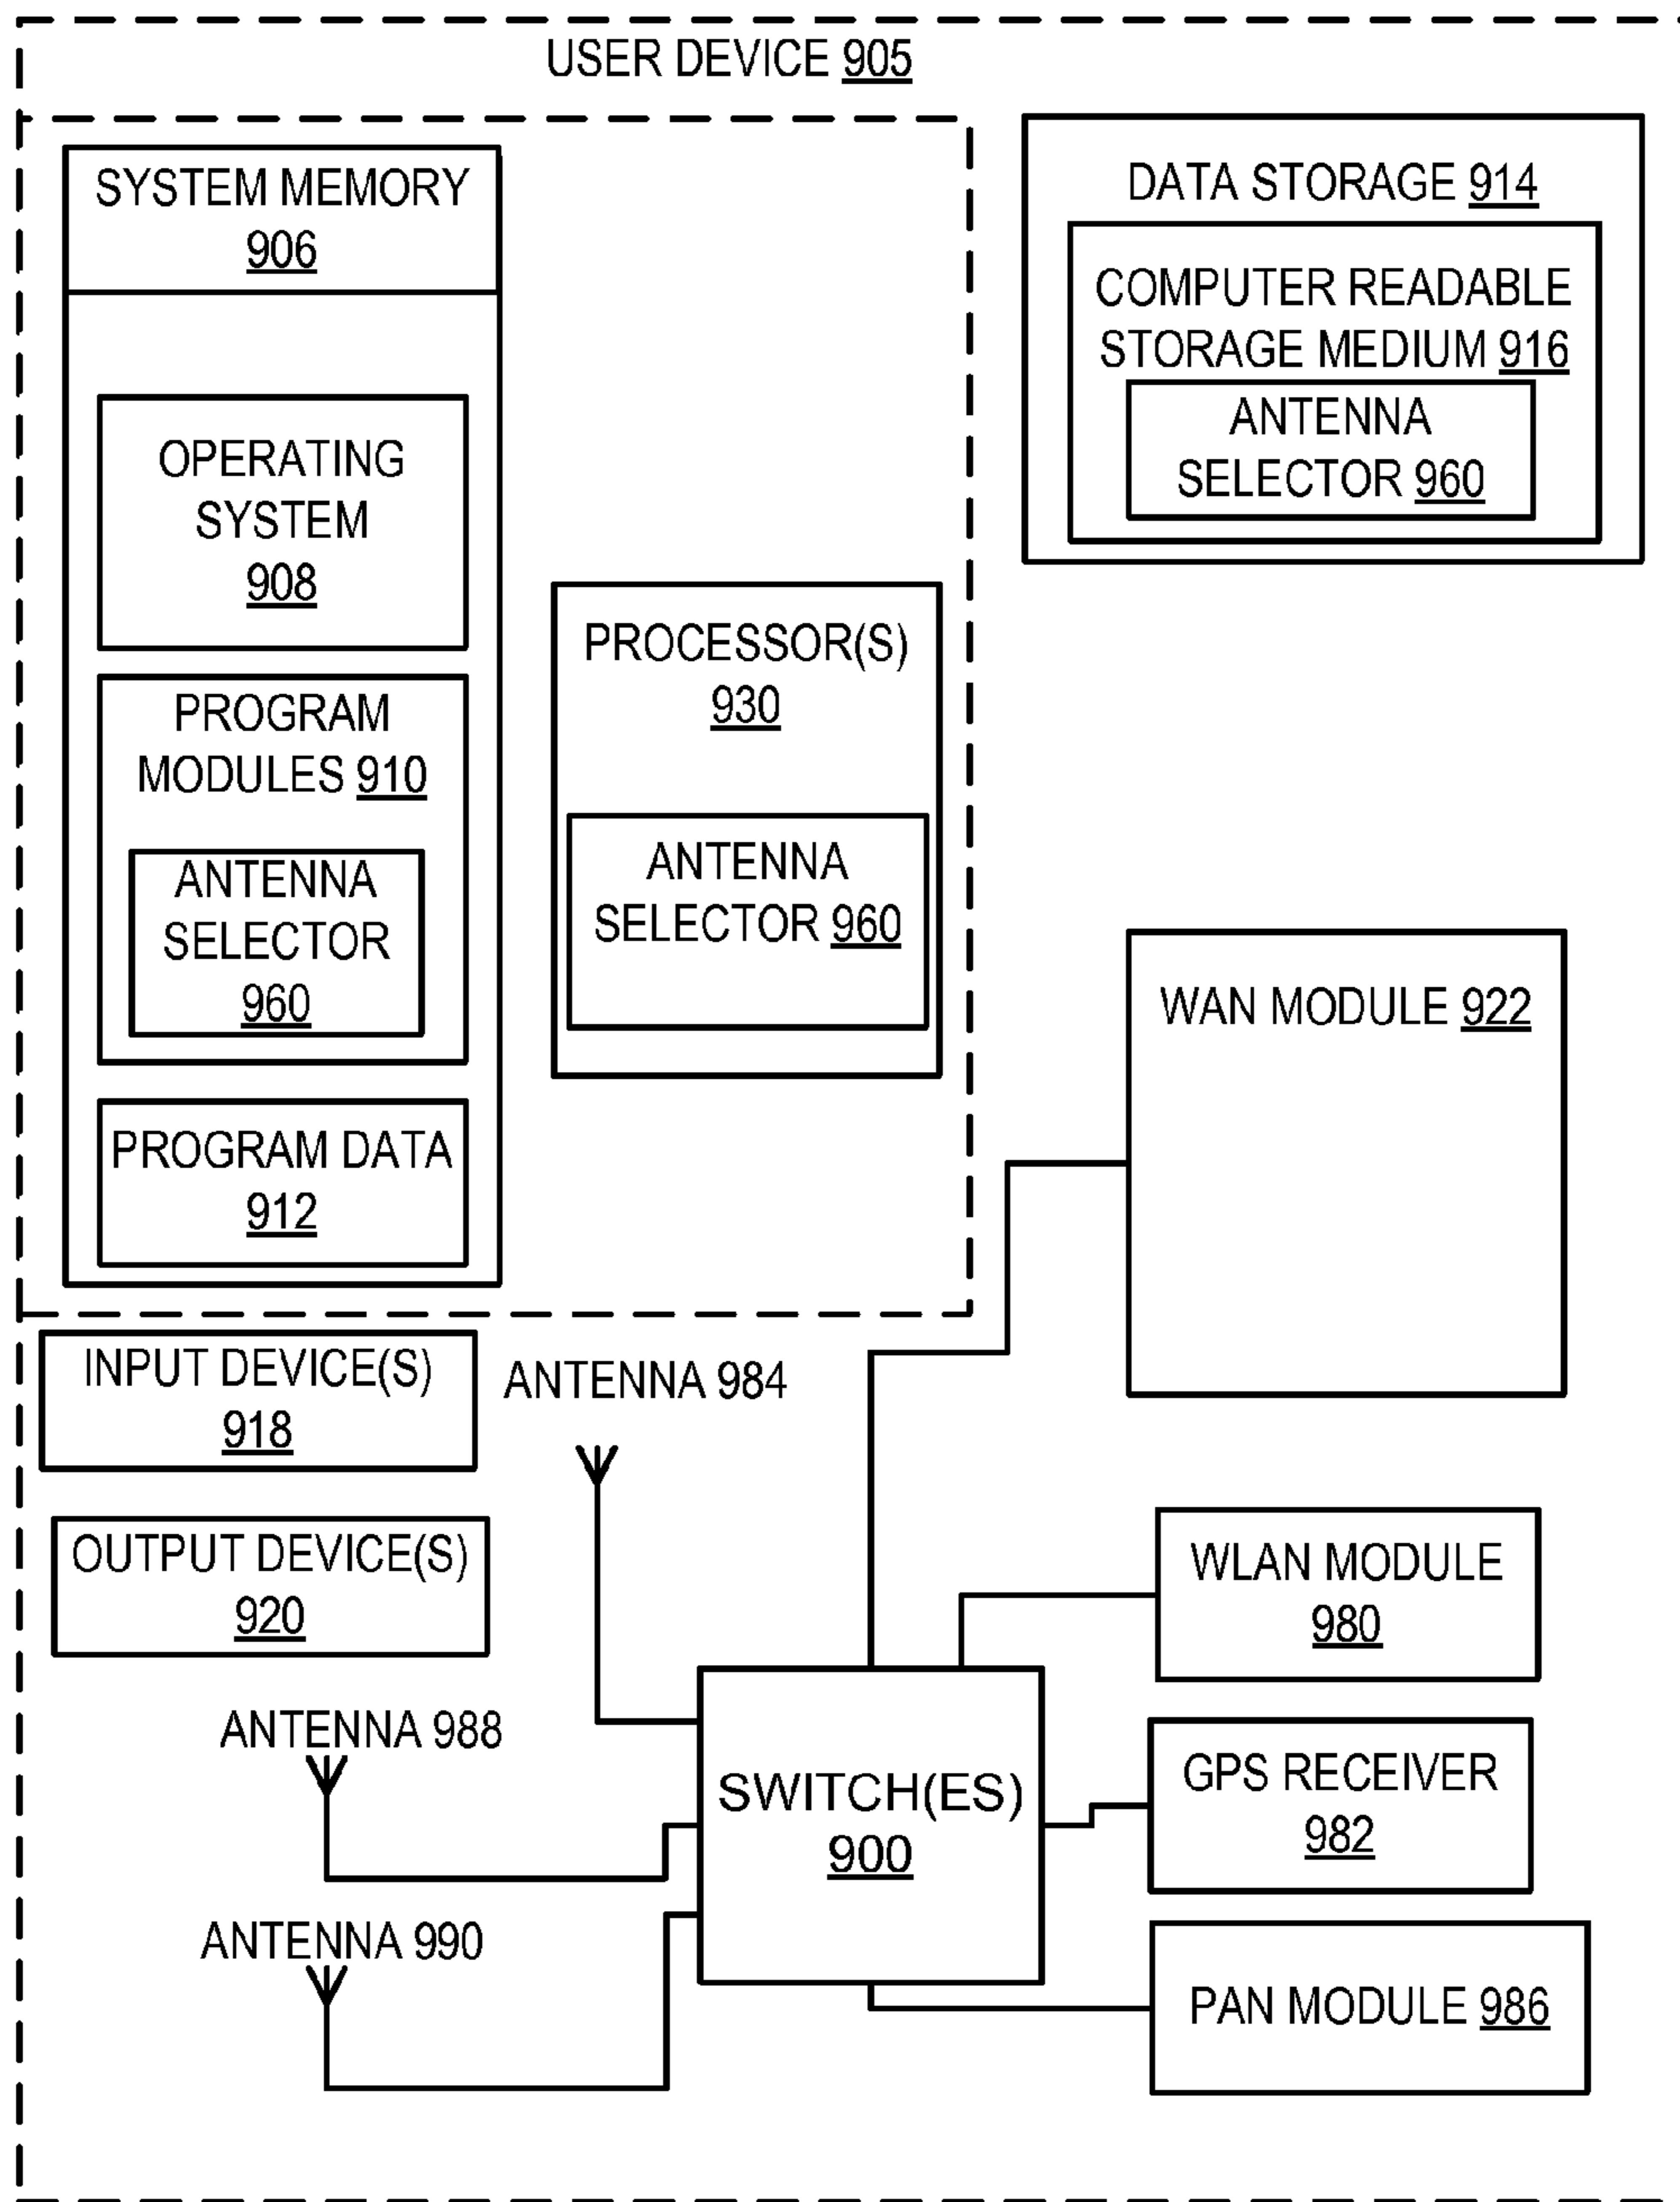 USER DEVICE 905
SYSTEM MEMORY
906
OPERATING
SYSTEM
908
PROGRAM
MODULES 910
ANTENNA
SELECTOR
960
PROGRAM DATA
912
PROCESSOR(S)
930
ANTENNA
SELECTOR 960
DATA STORAGE 914
COMPUTER READABLE
STORAGE MEDIUM 916
ANTENNA
SELECTOR 960
WAN MODULE 922
INPUT DEVICE(S)
918
ANTENNA 984
OUTPUT DEVICE(S)
920
WLAN MODULE
980
ANTENNA 988
SWITCH(ES)
900
GPS RECEIVER
982
ANTENNA 990
PAN MODULE 986